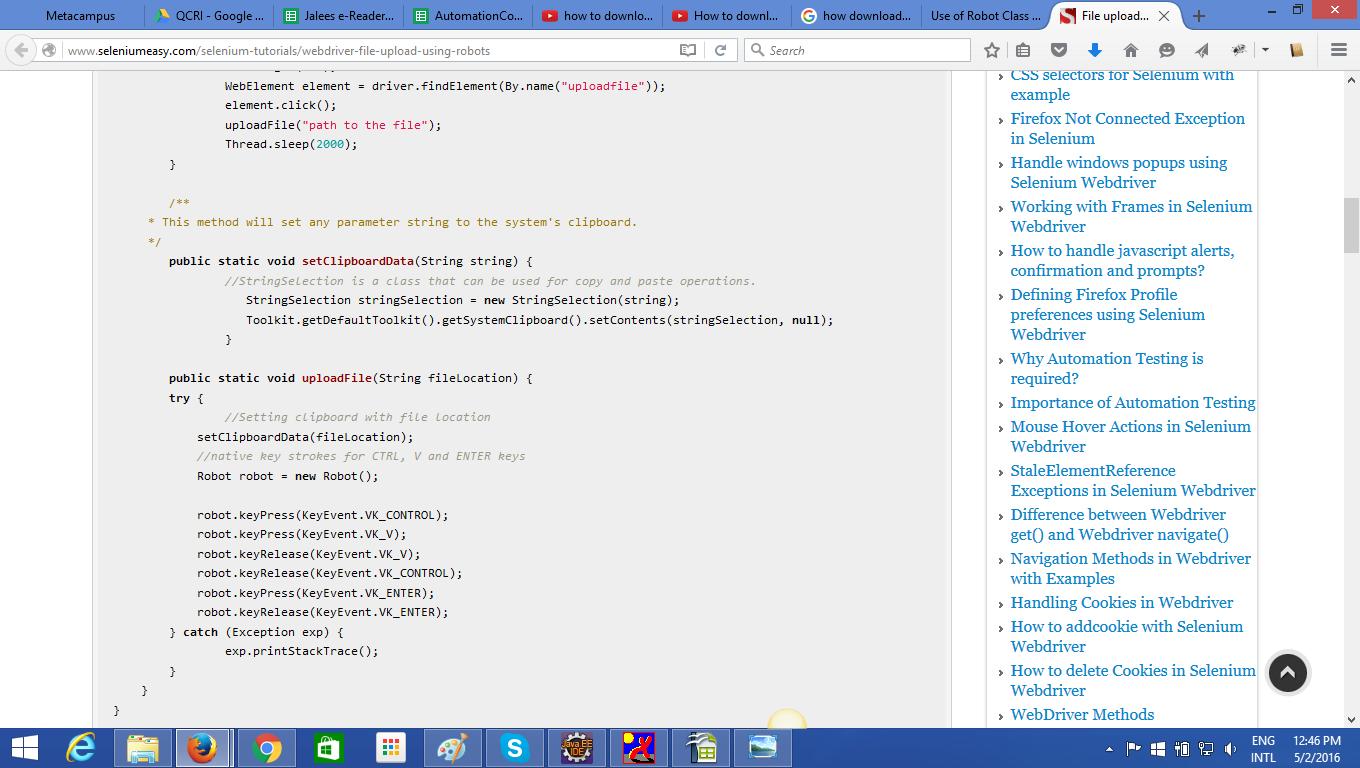 Metacampus
QCRI - Google ...
Jalees e-Reader...
AutomationCo...
how to downlo...
How to downl...
how download...
Use of Robot Class ...
File upload...
www.seleniumeasy.com/selenium-tutorials/webdriver-file-upload-using-robots
Search
WebElement element = driver.findElement(By.name("uploadfile"));
element.click();
uploadFile("path to the file");
Thread.sleep(2000);
}
/**
* This method will set any parameter string to the system's clipboard.
*/
public static void setClipboardData(String string) {
//StringSelection is a class that can be used for copy and paste operations.
StringSelection stringSelection = new StringSelection(string);
Toolkit.getDefaultToolkit().getSystemClipboard().setContents(stringSelection, null);
}
public static void uploadFile(String fileLocation) {
try {
//Setting clipboard with file location
setClipboardData(fileLocation);
//native key strokes for CTRL, V and ENTER keys
Robot robot = new Robot();
robot.keyPress(KeyEvent.VK_CONTROL);
robot.keyPress(KeyEvent.VK_V);
robot.keyRelease(KeyEvent.VK_V);
robot.keyRelease(KeyEvent.VK_CONTROL);
robot.keyPress(KeyEvent.VK_ENTER);
robot.keyRelease(KeyEvent.VK_ENTER);
} catch (Exception exp) {
exp.printStackTrace();
}
}
}
CSS selectors for Selenium with
example
Firefox Not Connected Exception
in Selenium
Handle windows popups using
Selenium Webdriver
Working with Frames in Selenium
Webdriver
How to handle javascript alerts,
confirmation and prompts?
Defining Firefox Profile
preferences using Selenium
Webdriver
Why Automation Testing is
required?
Importance of Automation Testing
Mouse Hover Actions in Selenium
Webdriver
StaleElementReference
Exceptions in Selenium Webdriver
Difference between Webdriver
get() and Webdriver navigate()
Navigation Methods in Webdriver
with Examples
Handling Cookies in Webdriver
How to addcookie with Selenium
Webdriver
How to delete Cookies in Selenium
Webdriver
WebDriver Methods
Java EE
IDE
ENG
INTL
12:46 PM
5/2/2016